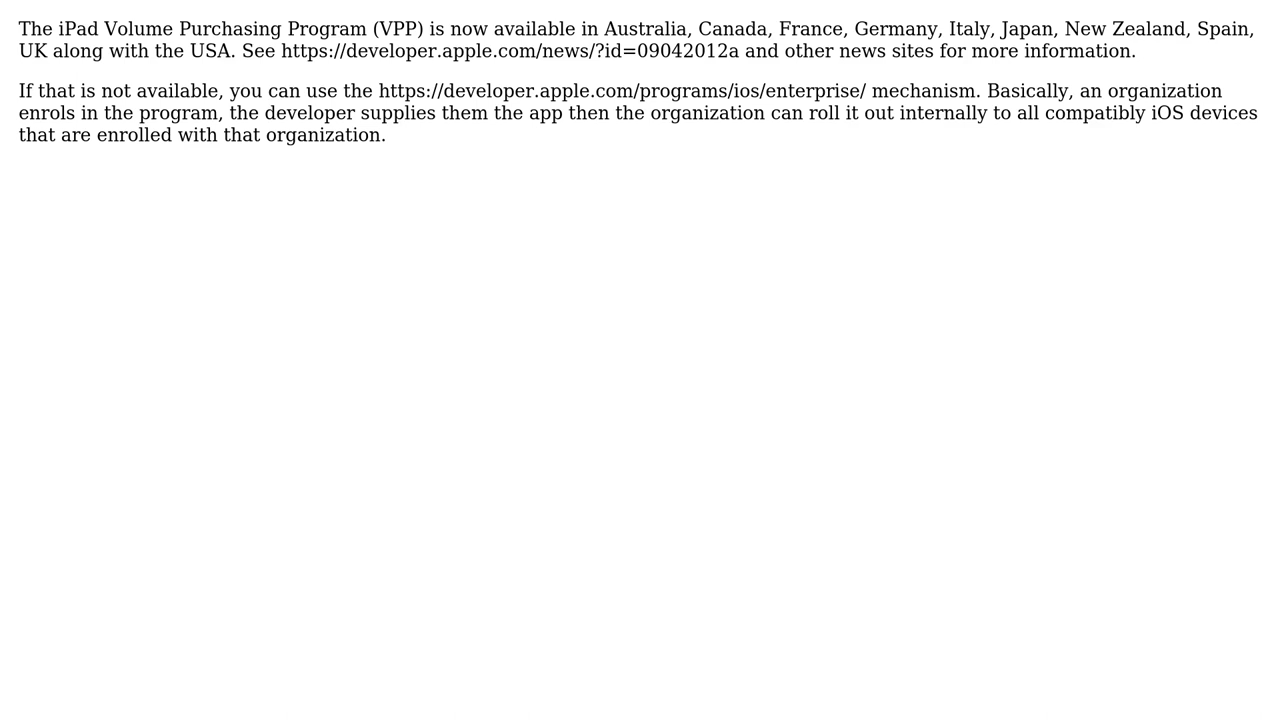 The iPad Volume Purchasing Program (VPP) is now available in Australia, Canada, France, Germany, Italy, Japan, New Zealand, Spain,
UK along with the USA. See https://developer.apple.com/news/?id=09042012a and other news sites for more information.
If that is not available, you can use the https://developer.apple.com/programs/ios/enterprise/ mechanism. Basically, an organization
enrols in the program, the developer supplies them the app then the organization can roll it out internally to all compatibly iOS devices
that are enrolled with that organization.